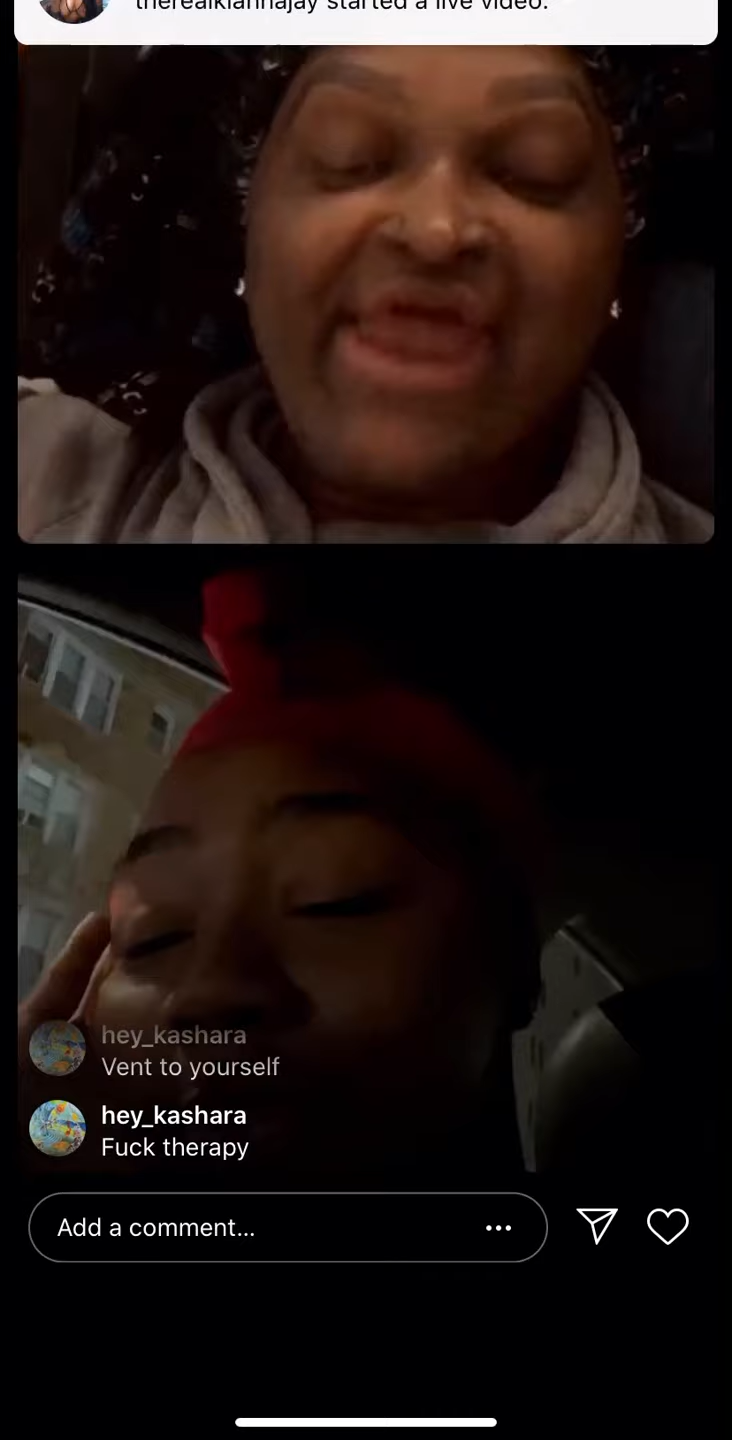 therealkiannajay started a live video.
hey_kashara
Vent to yourself
hey_kashara
Fuck therapy
Add a comment...